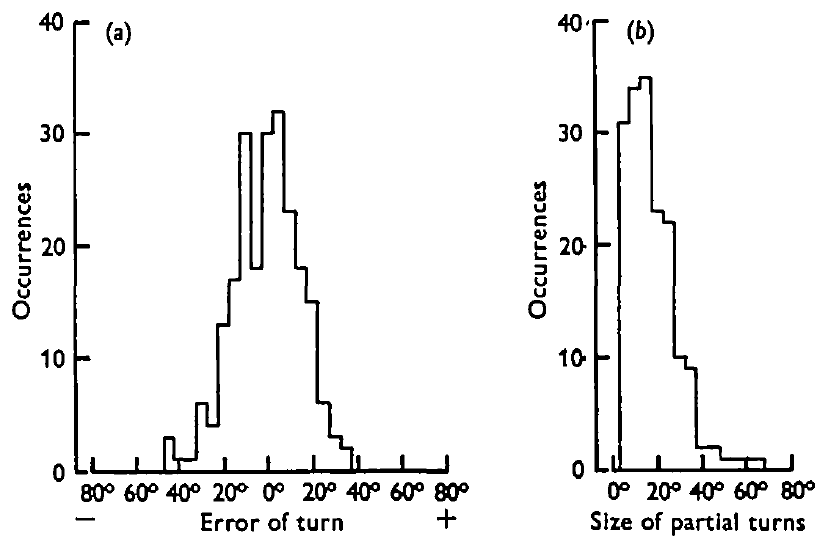 (a)
Occurrences
40
30
20
10
0
80° 60° 40° 20° 0° 20° 40° 60° 80°
− Error of turn +
(b)
Occurrences
40
30
20
10
0
0° 20° 40° 60° 80°
Size of partial turns